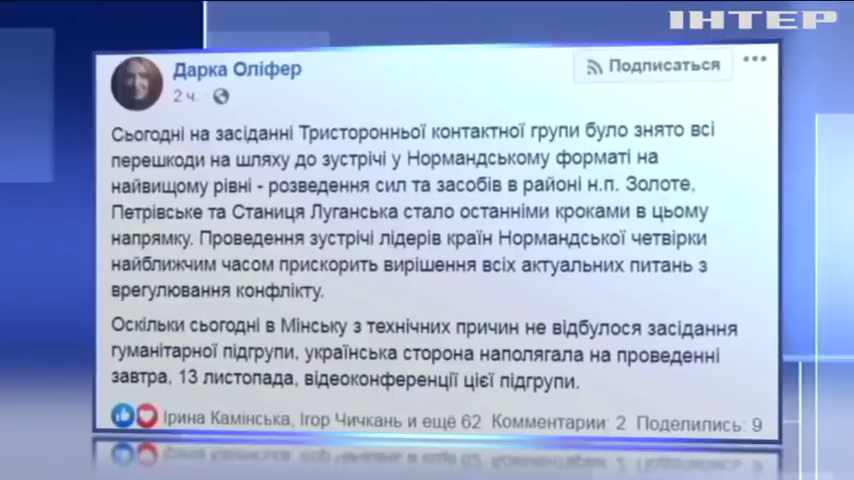 ІНТЕР
Дарка Оліфер
Подписаться
2 ч.
Сьогодні на засіданні Тристоронньої контактної групи було знято всі
перешкоди на шляху до зустрічі у Нормандському форматі на
найвищому рівні - розведення сил та засобів в районі н.п. Золоте,
Петрівське та Станиця Луганська стало останніми кроками в цьому
напрямку. Проведення зустрічі лідерів країн Нормандської четвірки
найближчим часом прискорить вирішення всіх актуальних питань з
врегулювання конфлікту.
Оскільки сьогодні в Мінську з технічних причин не відбулося засідання
гуманітарної підгрупи, українська сторона наполягала на проведенні
завтра, 13 листопада, відеоконференції цієї підгрупи.
Ірина Камінська, Ігор Чичкань и ещё 62 Комментарии: 2 Поделились: 9